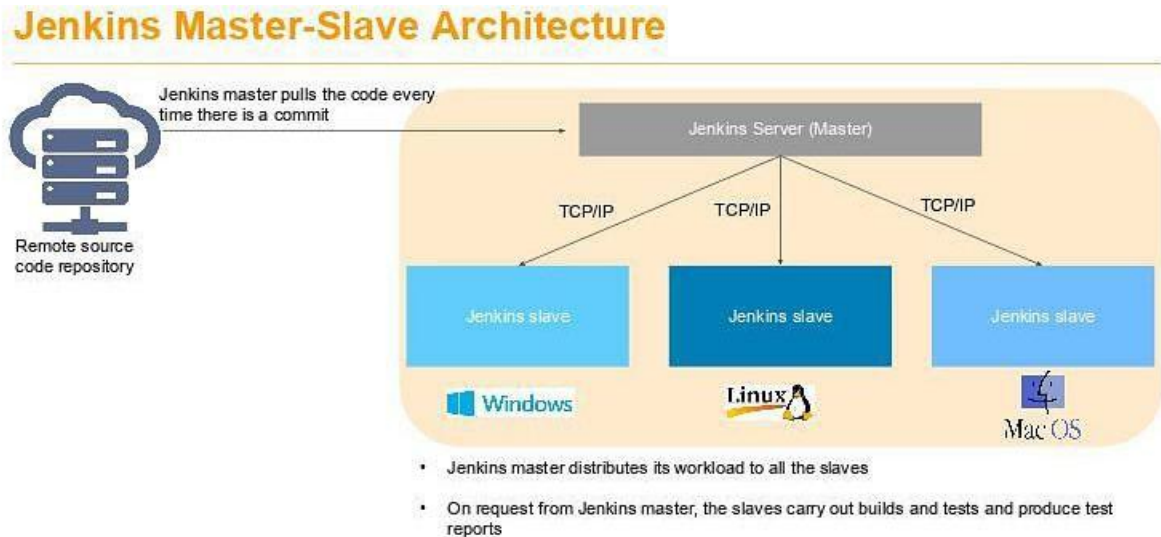 Jenkins Master-Slave Architecture
Jenkins master pulls the code every
time there is a commit
Jenkins Server (Master)
TCP/IP
TCP/IP
TCP/IP
Remote source
code repository
Jenkins slave
Jenkins slave
Jenkins slave
Windows
Linux
Mac OS
• Jenkins master distributes its workload to all the slaves
• On request from Jenkins master, the slaves carry out builds and tests and produce test
reports